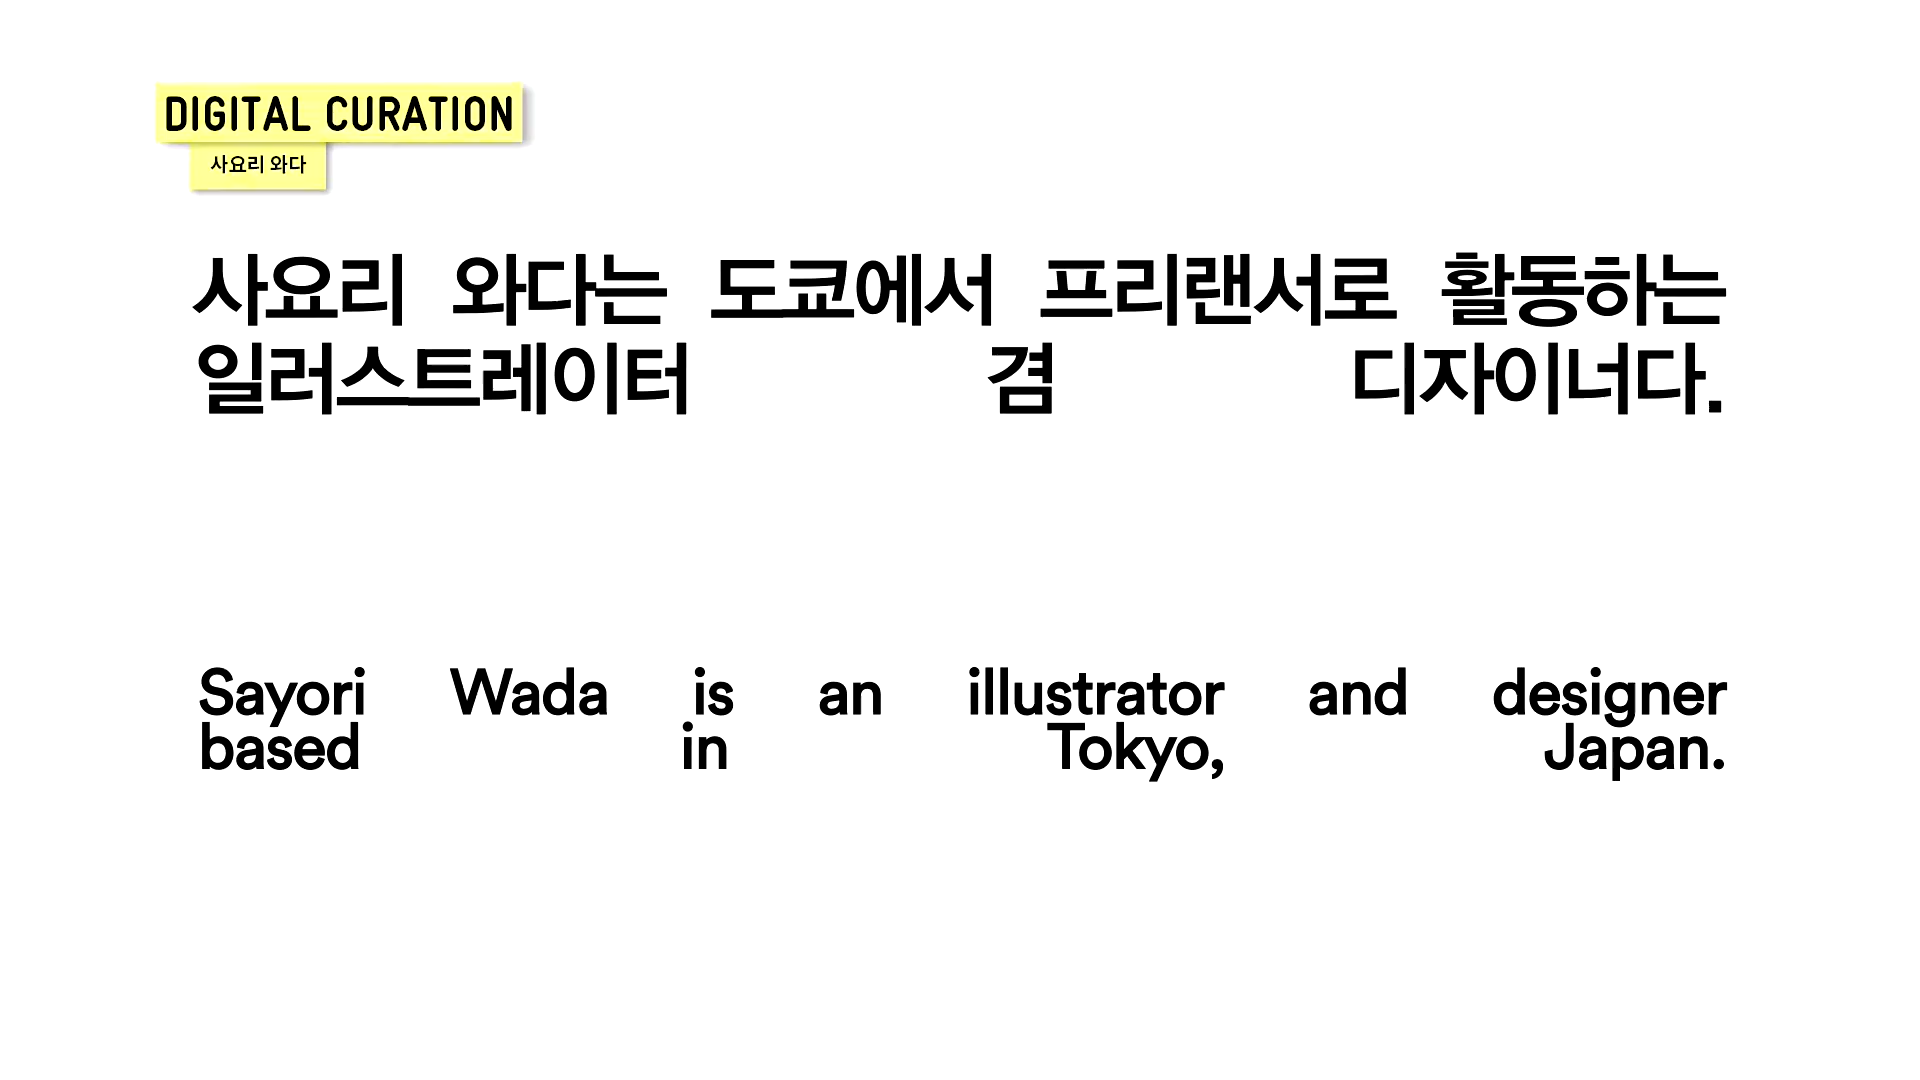 DIGITAL CURATION
사요리 와다
사요리 와다는 도쿄에서 프리랜서로 활동하는
일러스트레이터 겸 디자이너다.
Sayori Wada is an illustrator and designer
based in Tokyo, Japan.